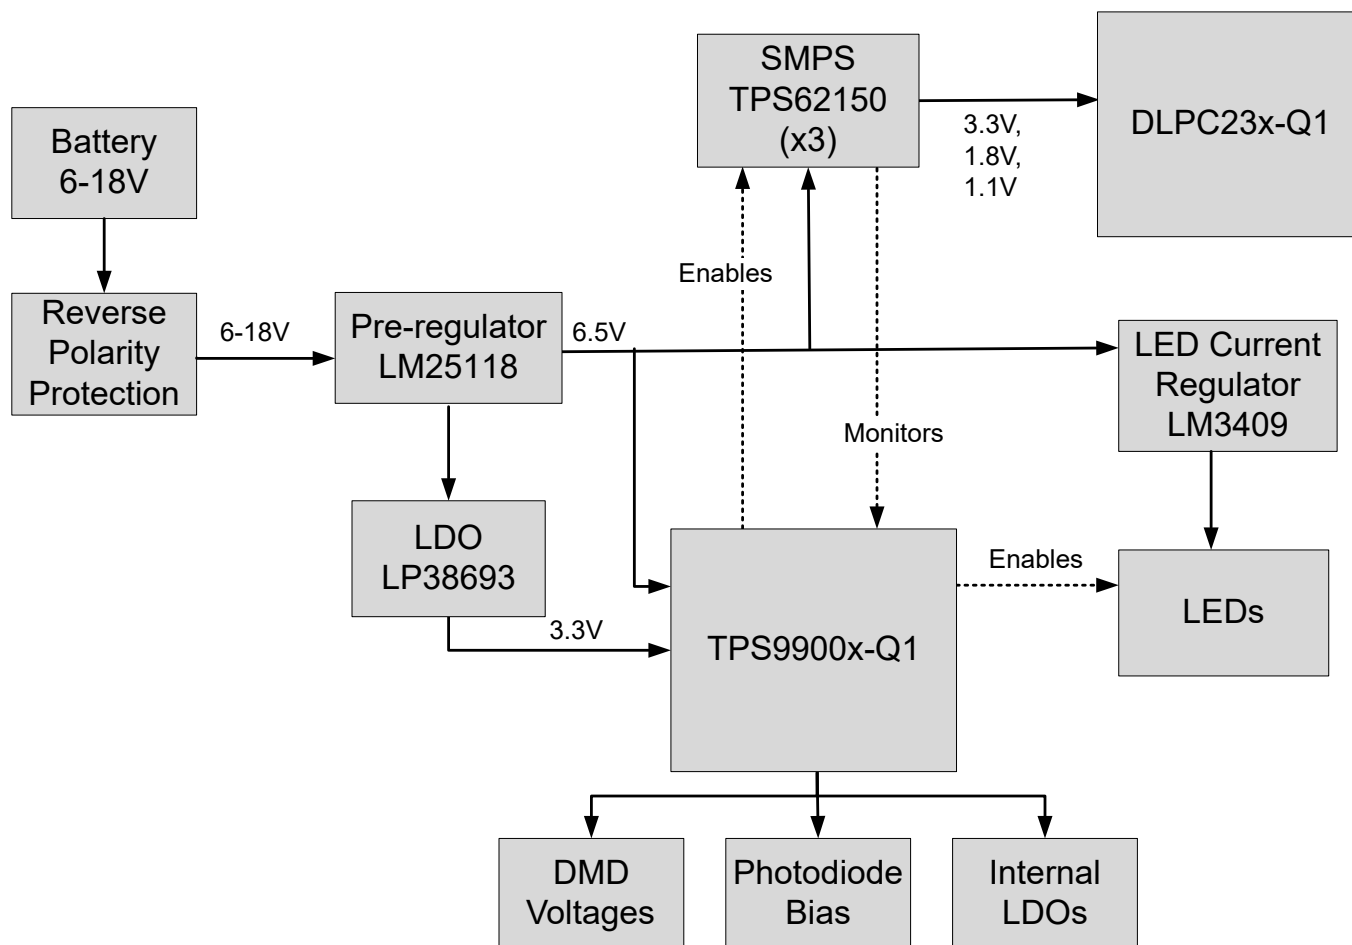 SMPS
TPS62150
(x3)
DLPC23x-Q1
3.3V,
1.8V,
1.1V
Battery
6-18V
Enables
Reverse
Polarity
Protection
6-18V
Pre-regulator
LM25118
6.5V
LED Current
Regulator
LM3409
Monitors
LDO
LP38693
3.3V
TPS9900x-Q1
Enables
LEDs
DMD
Voltages
Photodiode
Bias
Internal
LDOs